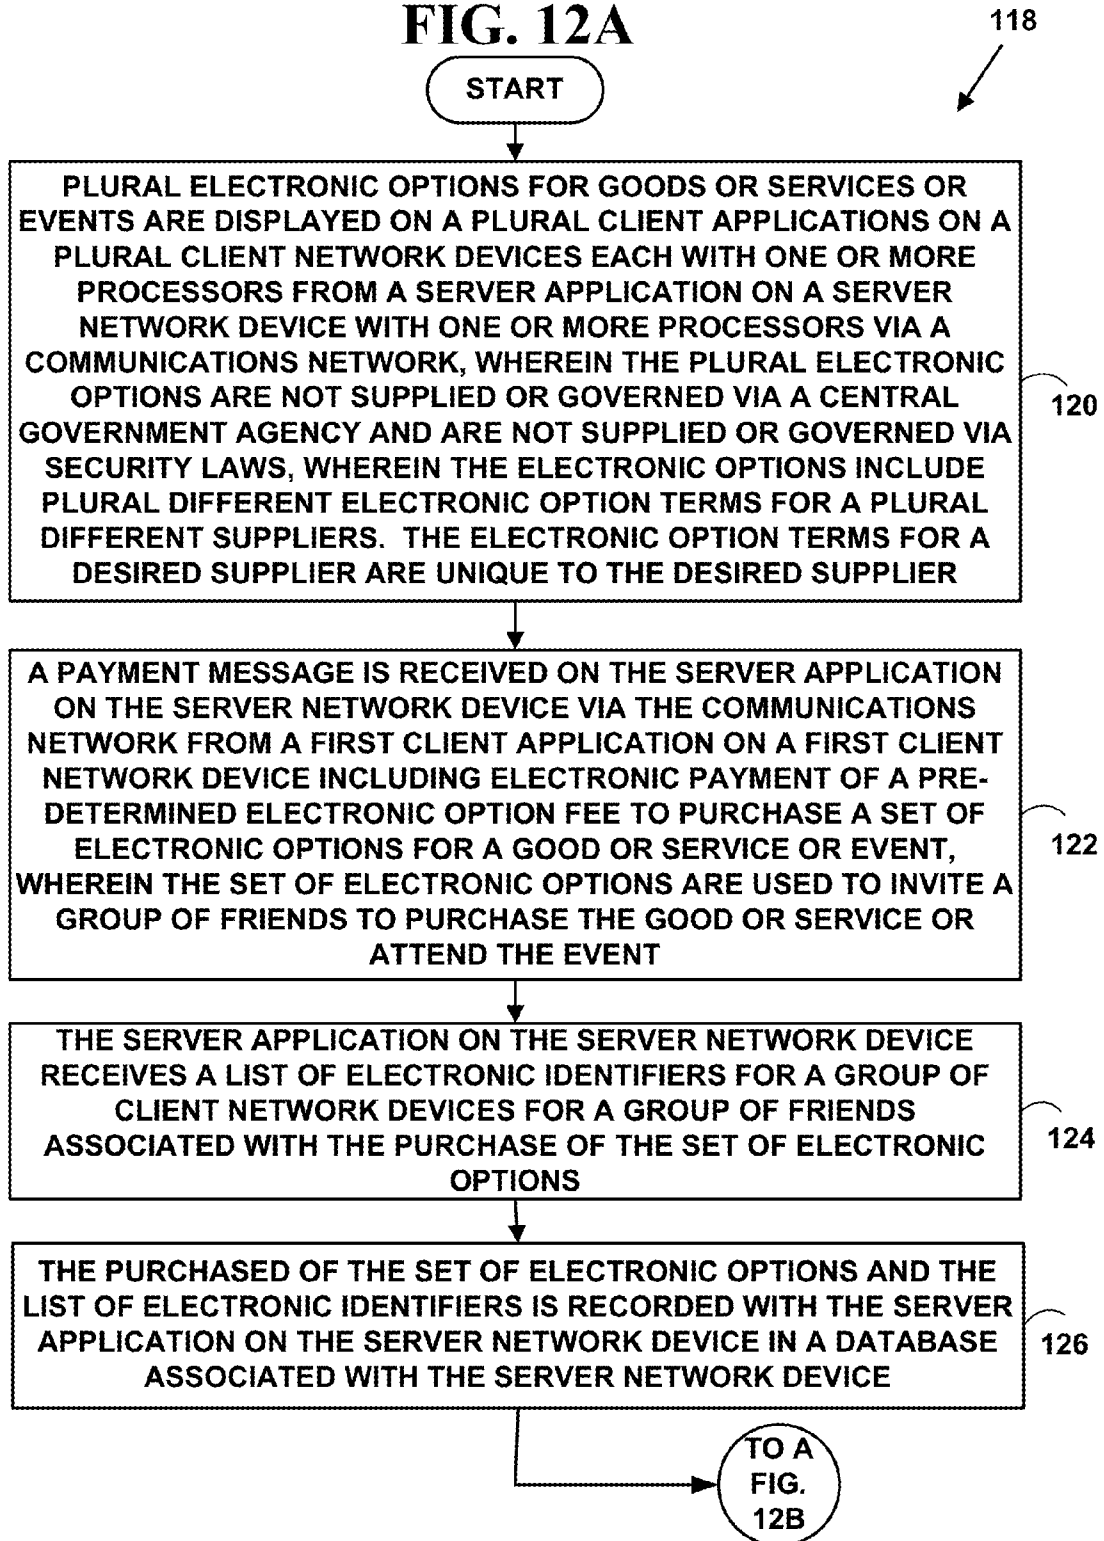 FIG. 12A
118
START
PLURAL ELECTRONIC OPTIONS FOR GOODS OR SERVICES OR
EVENTS ARE DISPLAYED ON A PLURAL CLIENT APPLICATIONS ON A
PLURAL CLIENT NETWORK DEVICES EACH WITH ONE OR MORE
PROCESSORS FROM A SERVER APPLICATION ON A SERVER
NETWORK DEVICE WITH ONE OR MORE PROCESSORS VIA A
COMMUNICATIONS NETWORK, WHEREIN THE PLURAL ELECTRONIC
OPTIONS ARE NOT SUPPLIED OR GOVERNED VIA A CENTRAL
GOVERNMENT AGENCY AND ARE NOT SUPPLIED OR GOVERNED VIA
SECURITY LAWS, WHEREIN THE ELECTRONIC OPTIONS INCLUDE
PLURAL DIFFERENT ELECTRONIC OPTION TERMS FOR A PLURAL
DIFFERENT SUPPLIERS.  THE ELECTRONIC OPTION TERMS FOR A
DESIRED SUPPLIER ARE UNIQUE TO THE DESIRED SUPPLIER
120
A PAYMENT MESSAGE IS RECEIVED ON THE SERVER APPLICATION
ON THE SERVER NETWORK DEVICE VIA THE COMMUNICATIONS
NETWORK FROM A FIRST CLIENT APPLICATION ON A FIRST CLIENT
NETWORK DEVICE INCLUDING ELECTRONIC PAYMENT OF A PRE-
DETERMINED ELECTRONIC OPTION FEE TO PURCHASE A SET OF
ELECTRONIC OPTIONS FOR A GOOD OR SERVICE OR EVENT,
WHEREIN THE SET OF ELECTRONIC OPTIONS ARE USED TO INVITE A
GROUP OF FRIENDS TO PURCHASE THE GOOD OR SERVICE OR
ATTEND THE EVENT
122
THE SERVER APPLICATION ON THE SERVER NETWORK DEVICE
RECEIVES A LIST OF ELECTRONIC IDENTIFIERS FOR A GROUP OF
CLIENT NETWORK DEVICES FOR A GROUP OF FRIENDS
ASSOCIATED WITH THE PURCHASE OF THE SET OF ELECTRONIC
OPTIONS
124
THE PURCHASED OF THE SET OF ELECTRONIC OPTIONS AND THE
LIST OF ELECTRONIC IDENTIFIERS IS RECORDED WITH THE SERVER
APPLICATION ON THE SERVER NETWORK DEVICE IN A DATABASE
ASSOCIATED WITH THE SERVER NETWORK DEVICE
126
TO A
FIG.
12B